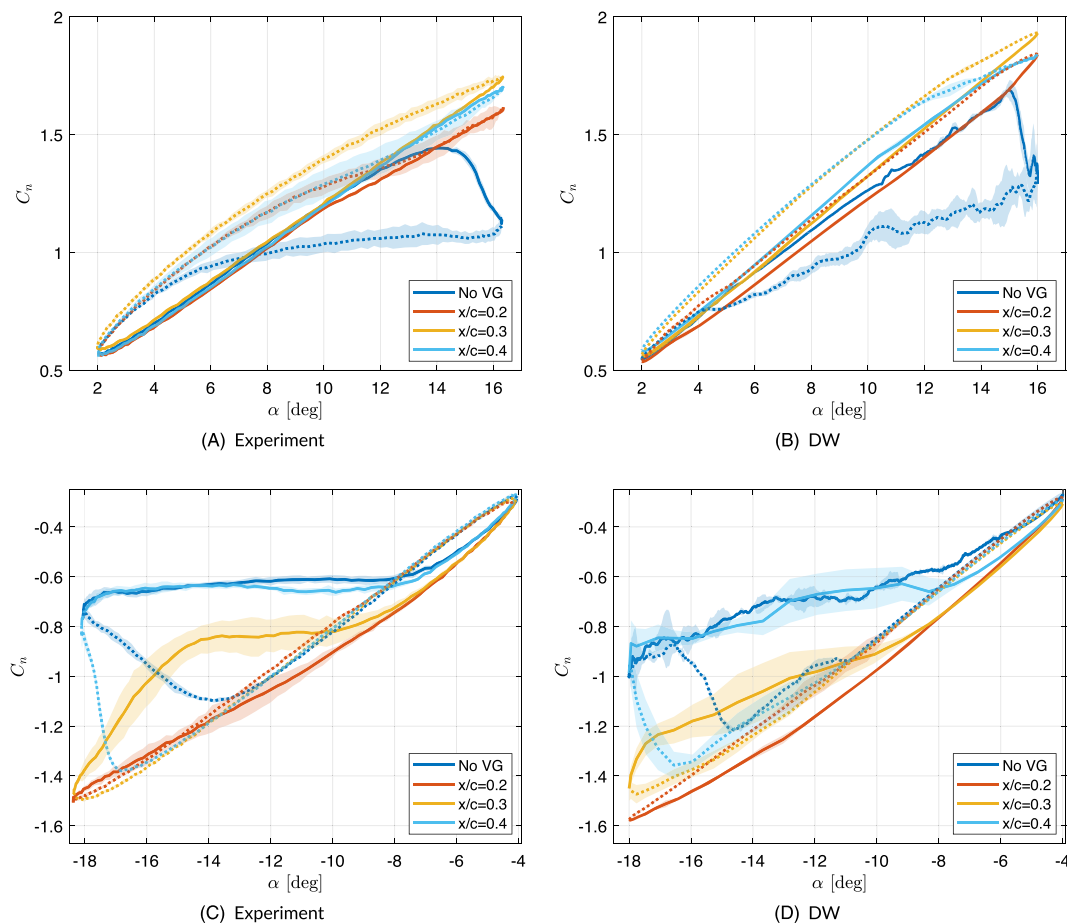 2
1.5
1
0.5
C_n
No VG
x/c=0.2
x/c=0.3
x/c=0.4
2 4 6 8 10 12 14 16
α [deg]
(A) Experiment
2
1.5
1
0.5
C_n
No VG
x/c=0.2
x/c=0.3
x/c=0.4
2 4 6 8 10 12 14 16
α [deg]
(B) DW
-0.4
-0.6
-0.8
-1
-1.2
-1.4
-1.6
C_n
No VG
x/c=0.2
x/c=0.3
x/c=0.4
-18 -16 -14 -12 -10 -8 -6 -4
α [deg]
(C) Experiment
-0.4
-0.6
-0.8
-1
-1.2
-1.4
-1.6
C_n
No VG
x/c=0.2
x/c=0.3
x/c=0.4
-18 -16 -14 -12 -10 -8 -6 -4
α [deg]
(D) DW